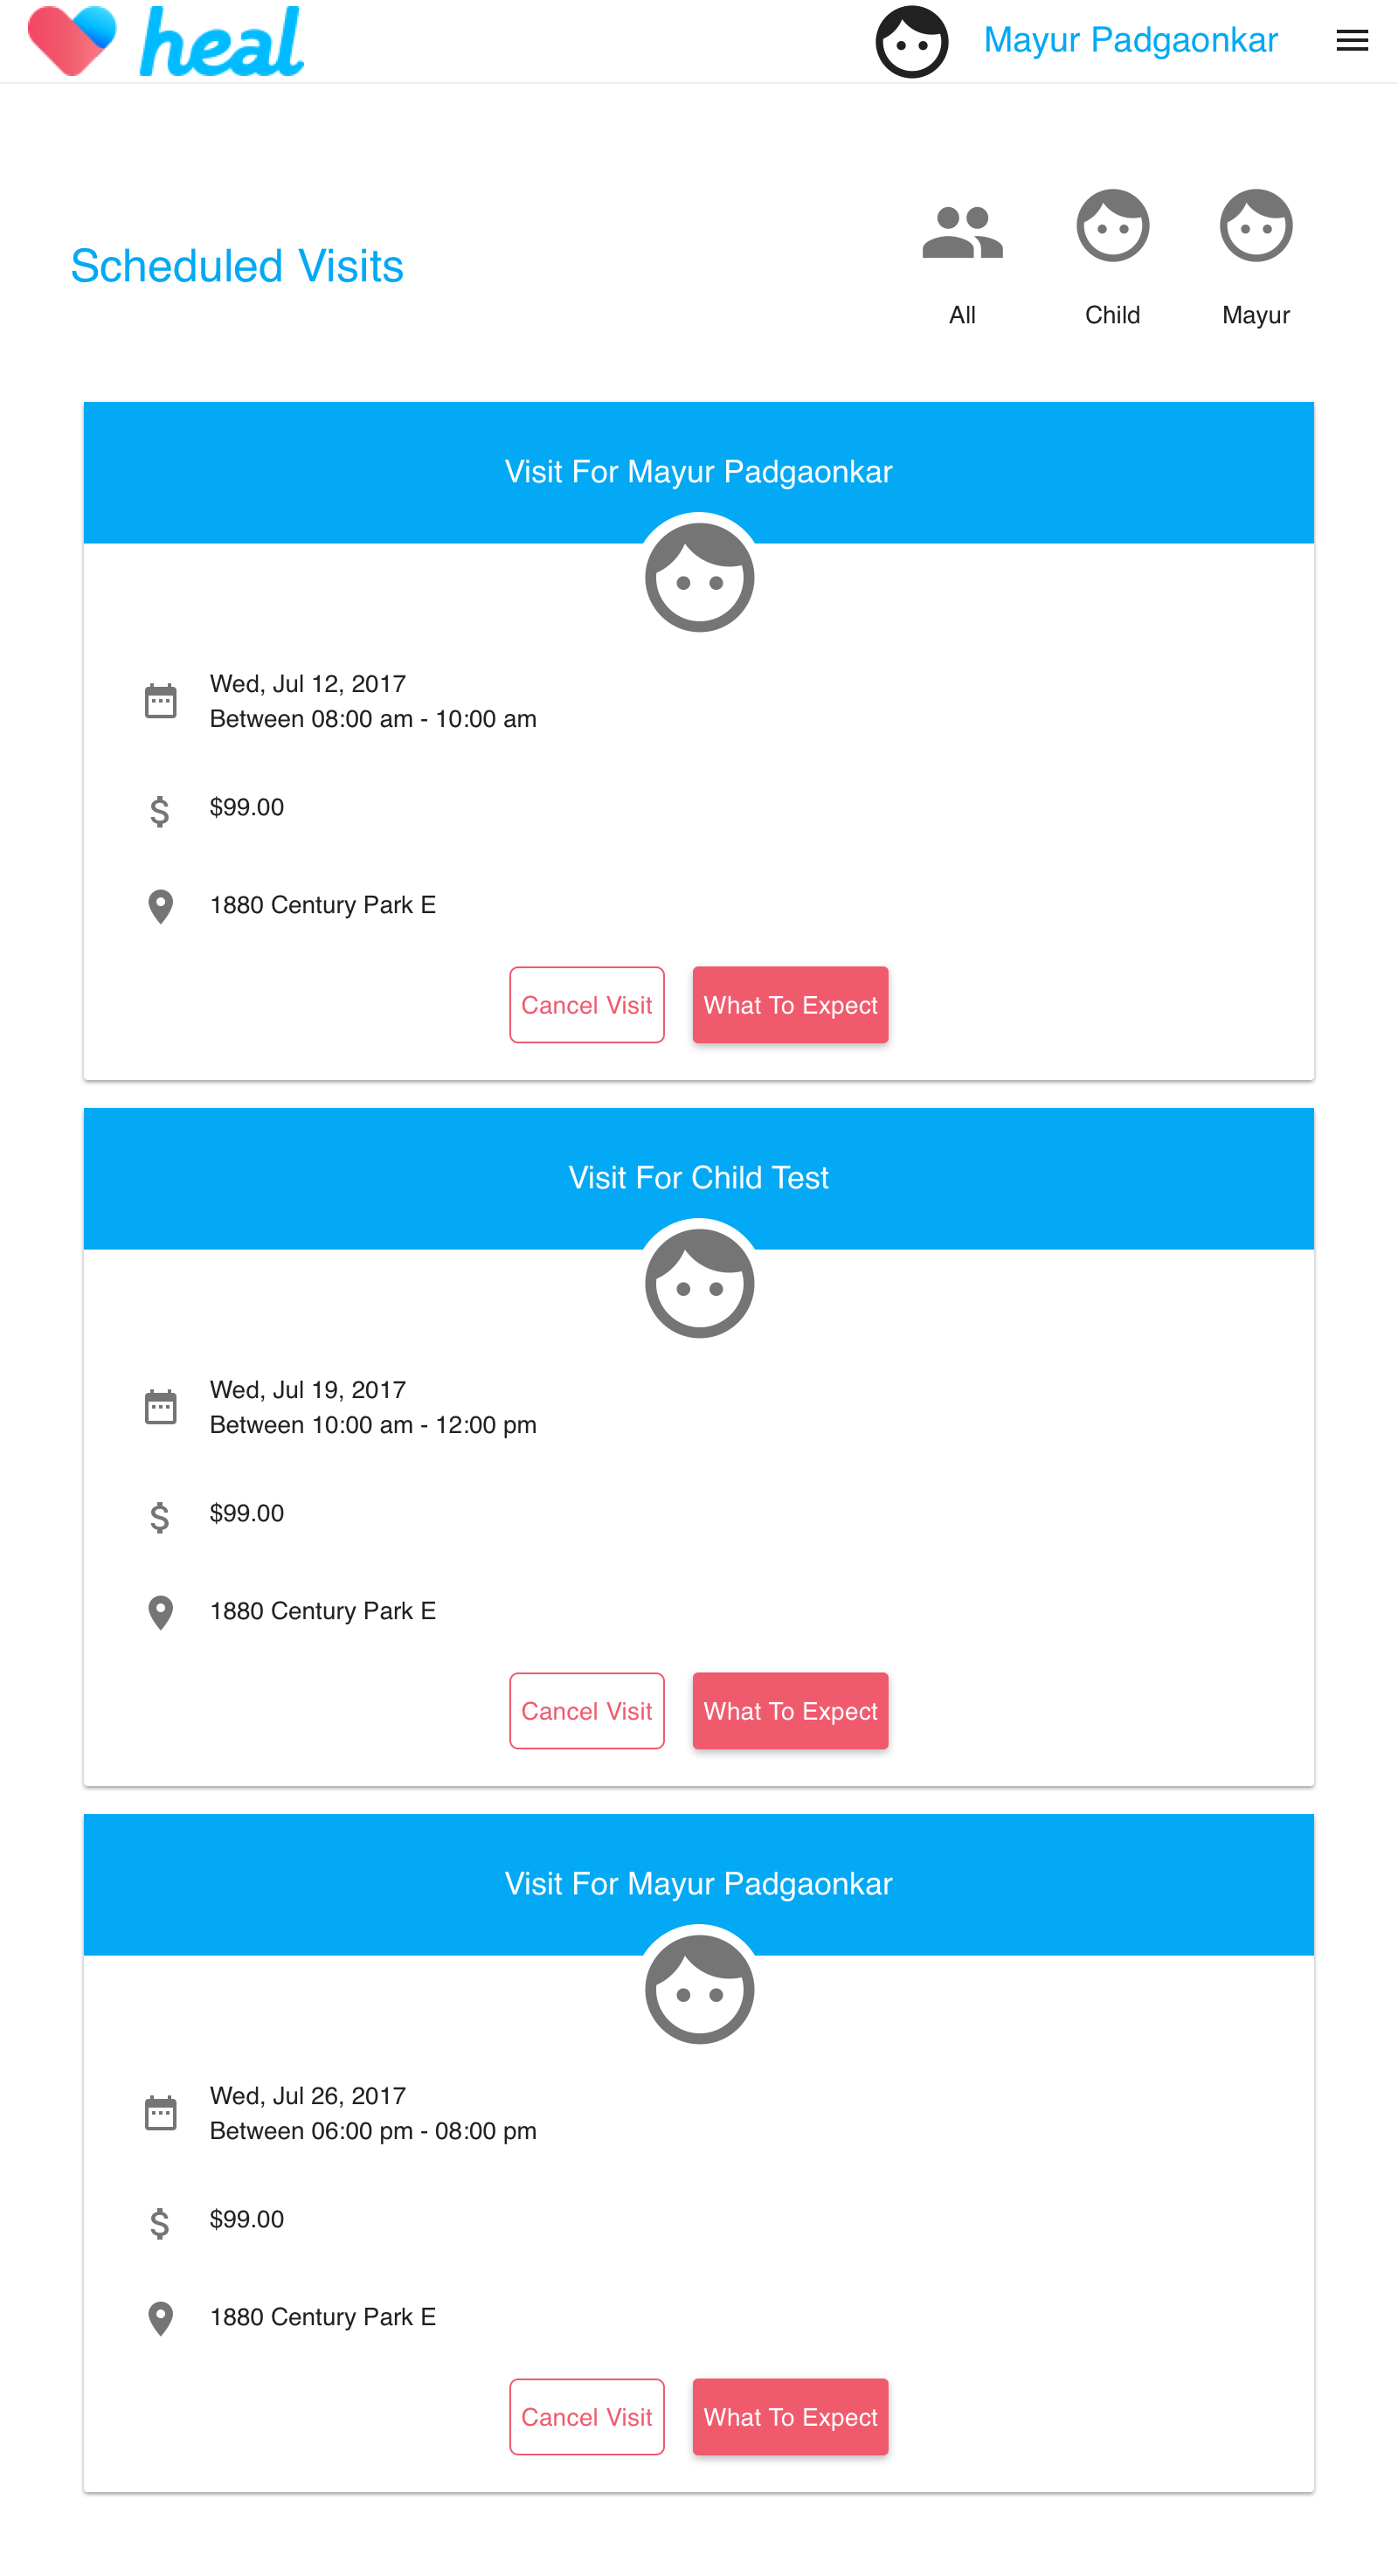 heal
Mayur Padgaonkar
Scheduled Visits
All
Child
Mayur
Visit For Mayur Padgaonkar
Wed, Jul 12, 2017
Between 08:00 am - 10:00 am
$99.00
1880 Century Park E
Cancel Visit
What To Expect
Visit For Child Test
Wed, Jul 19, 2017
Between 10:00 am - 12:00 pm
$99.00
1880 Century Park E
Cancel Visit
What To Expect
Visit For Mayur Padgaonkar
Wed, Jul 26, 2017
Between 06:00 pm - 08:00 pm
$99.00
1880 Century Park E
Cancel Visit
What To Expect